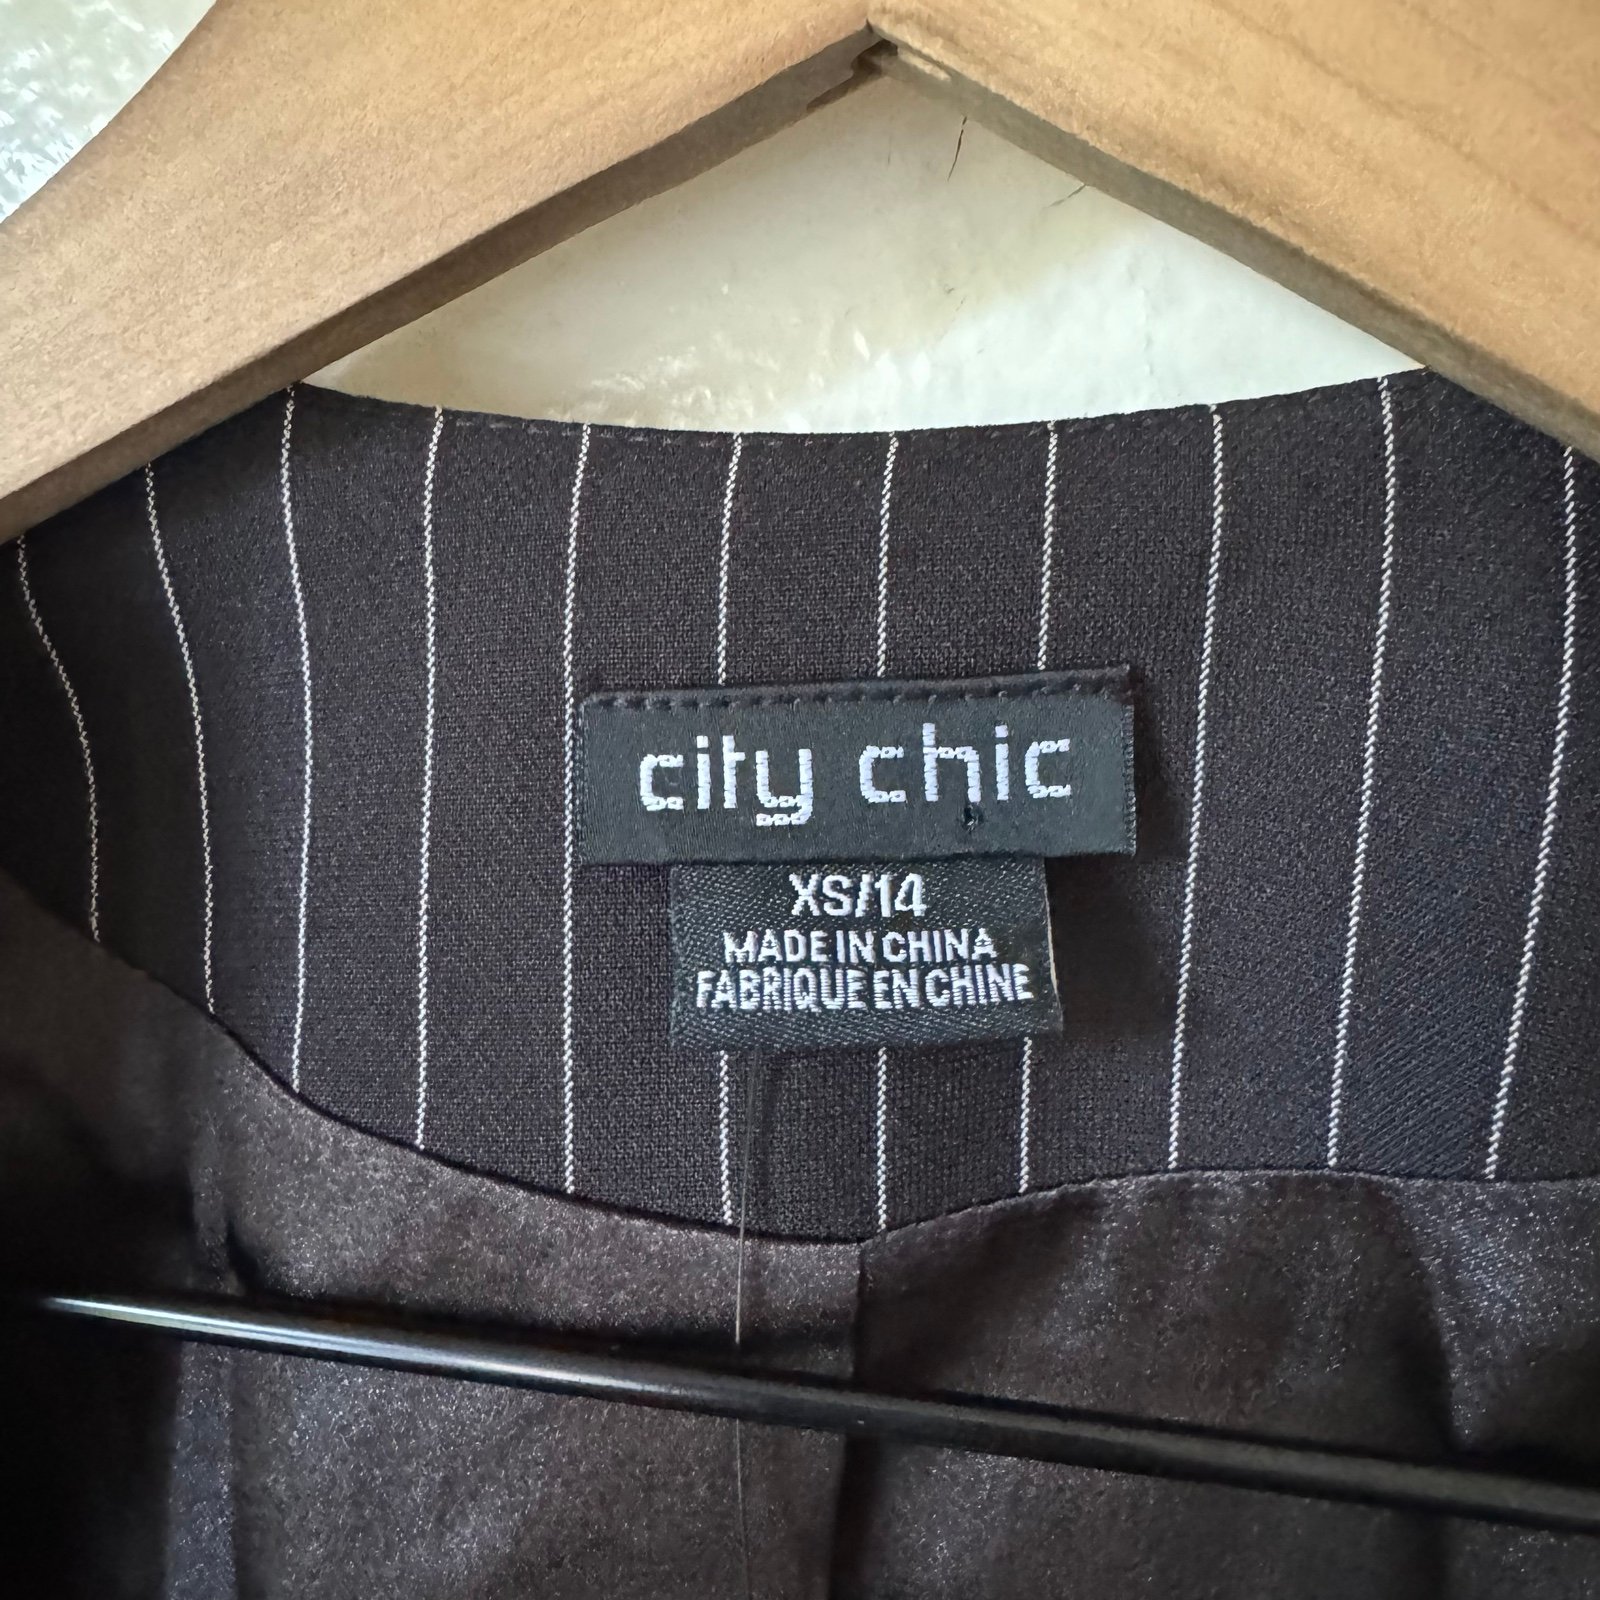 city chic
XS/14
MADE IN CHINA
FABRIQUE EN CHINE